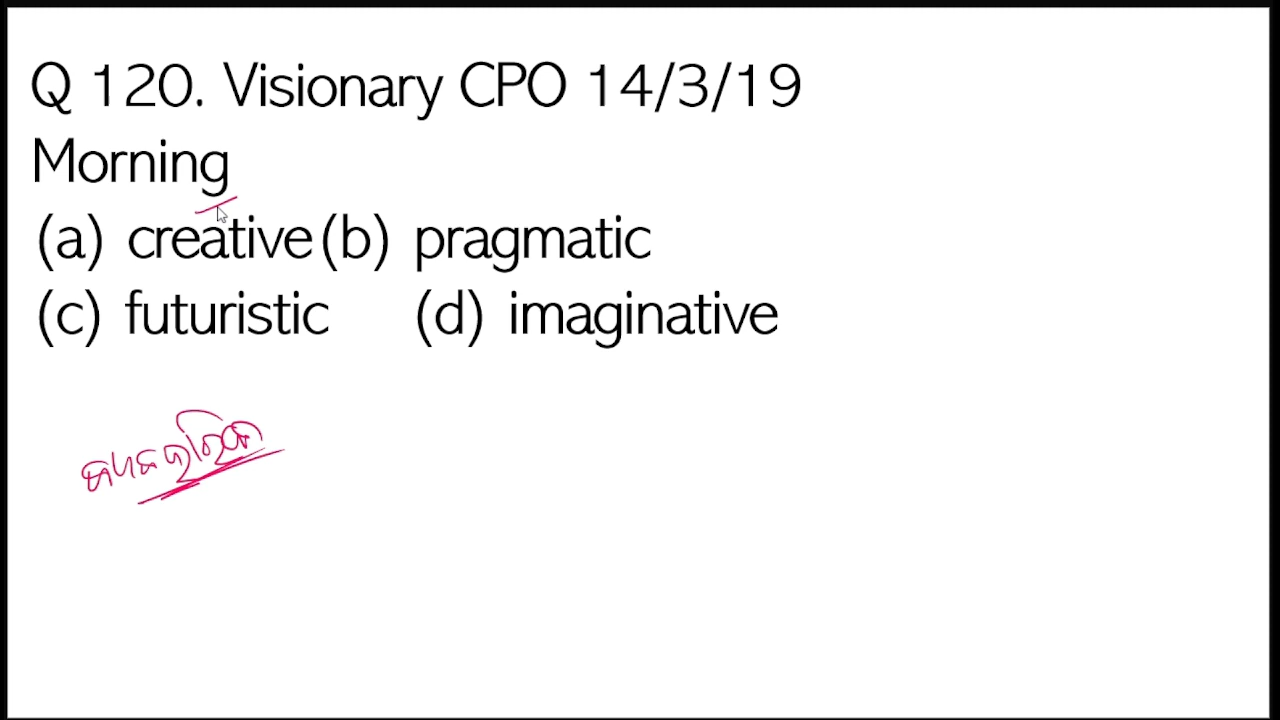 Q 120. Visionary CPO 14/3/19
Morning
(a) creative (b) pragmatic
(c) futuristic (d) imaginative